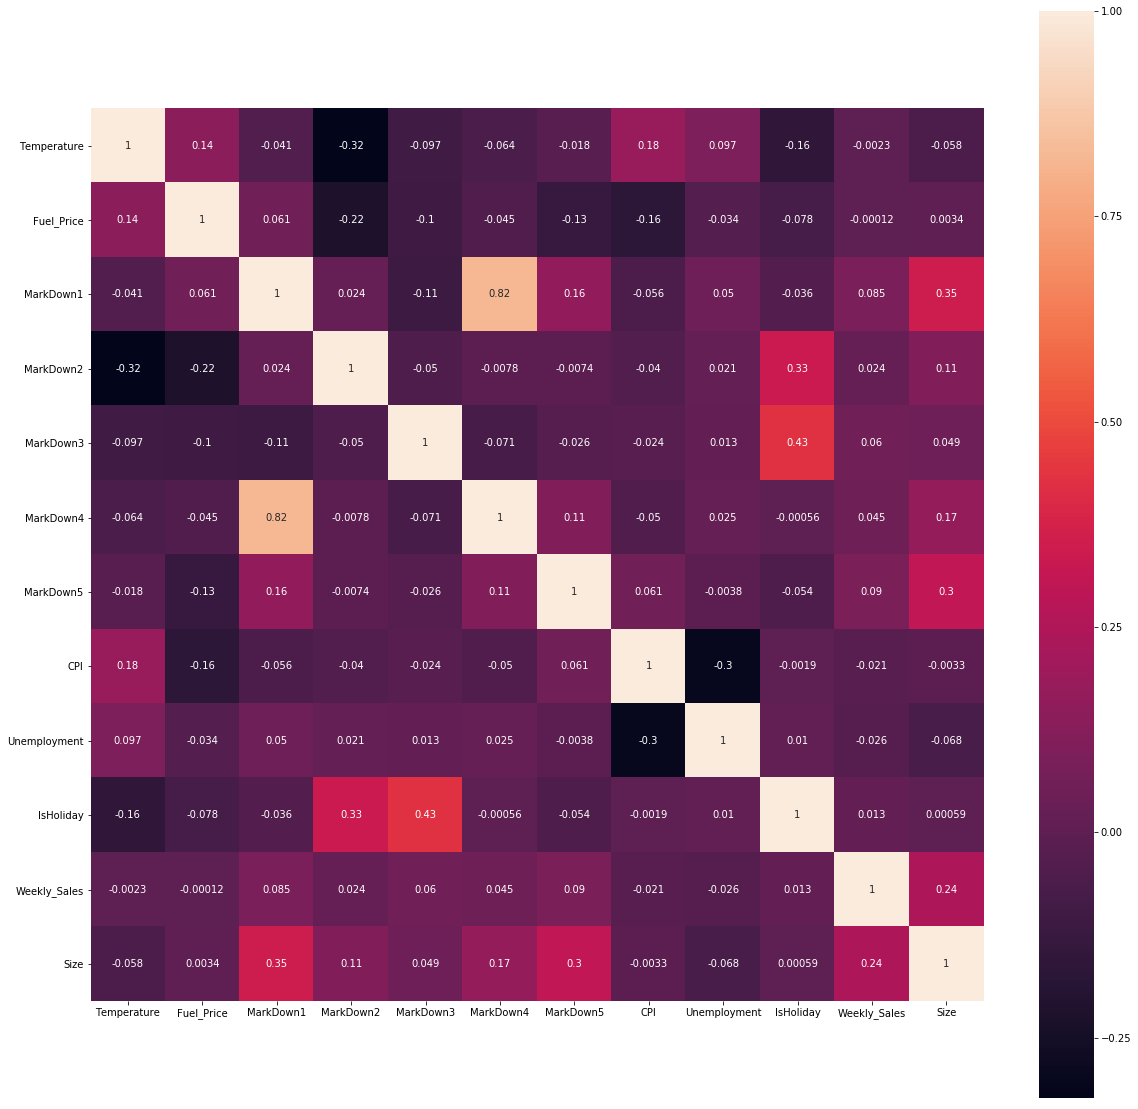 1.00
Temperature 1 0.14 -0.041 -0.32 -0.097 -0.064 -0.018 0.18 0.097 -0.16 -0.0023 -0.058
Fuel_Price 0.14 1 0.061 -0.22 -0.1 -0.045 -0.13 -0.16 -0.034 -0.078 -0.00012 0.0034
0.75
MarkDown1 -0.041 0.061 1 0.024 -0.11 0.82 0.16 -0.056 0.05 -0.036 0.085 0.35
MarkDown2 -0.32 -0.22 0.024 1 -0.05 -0.0078 -0.0074 -0.04 0.021 0.33 0.024 0.11
0.50
MarkDown3 -0.097 -0.1 -0.11 -0.05 1 -0.071 -0.026 -0.024 0.013 0.43 0.06 0.049
MarkDown4 -0.064 -0.045 0.82 -0.0078 -0.071 1 0.11 -0.05 0.025 -0.00056 0.045 0.17
MarkDown5 -0.018 -0.13 0.16 -0.0074 -0.026 0.11 1 0.061 -0.0038 -0.054 0.09 0.3
0.25
CPI 0.18 -0.16 -0.056 -0.04 -0.024 -0.05 0.061 1 -0.3 -0.0019 -0.021 -0.0033
Unemployment 0.097 -0.034 0.05 0.021 0.013 0.025 -0.0038 -0.3 1 0.01 -0.026 -0.068
IsHoliday -0.16 -0.078 -0.036 0.33 0.43 -0.00056 -0.054 -0.0019 0.01 1 0.013 0.00059
0.00
Weekly_Sales -0.0023 -0.00012 0.085 0.024 0.06 0.045 0.09 -0.021 -0.026 0.013 1 0.24
Size -0.058 0.0034 0.35 0.11 0.049 0.17 0.3 -0.0033 -0.068 0.00059 0.24 1
Temperature Fuel_Price MarkDown1 MarkDown2 MarkDown3 MarkDown4 MarkDown5 CPI Unemployment IsHoliday Weekly_Sales Size
−0.25